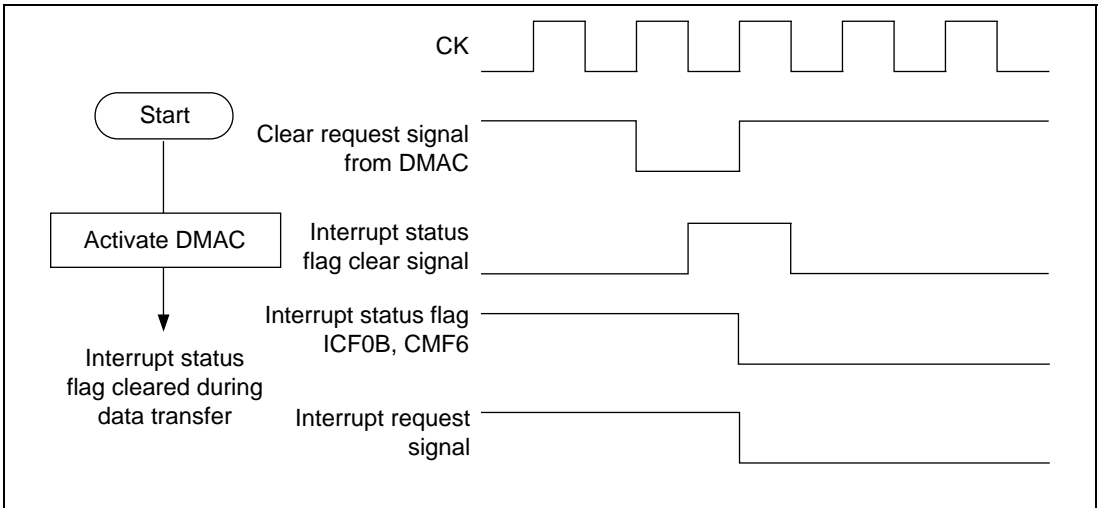 CK
Start
Clear request signal
from DMAC
Activate DMAC
Interrupt status
flag clear signal
Interrupt status flag
ICF0B, CMF6
Interrupt status
flag cleared during
data transfer
Interrupt request
signal